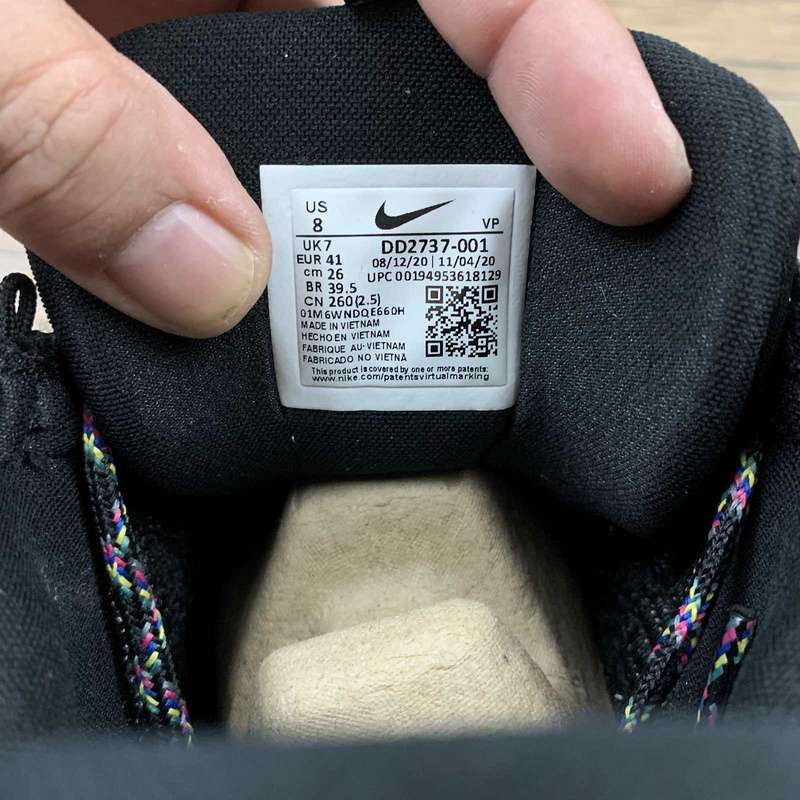 US
8
VP
UK 7
EUR 41
cm 26
BR 39.5
CN 260(2.5)
DD2737-001
08/12/20 | 11/04/20
UPC 00194953618129
01M6WNDQE660H
MADE IN VIETNAM
HECHO EN VIETNAM
FABRIQUE AU-VIETNAM
FABRICADO NO VIETNA
This product is covered by one or more patents:
www.nike.com/patentsvirtualmarking